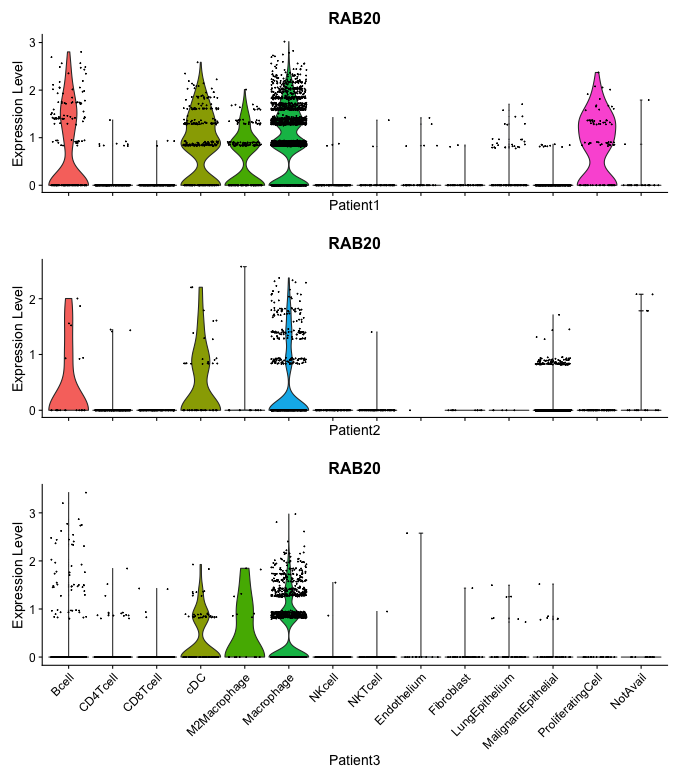 RAB20
Expression Level
3
2
1
0
Patient1
RAB20
Expression Level
2
1
0
Patient2
RAB20
Expression Level
3
2
1
0
Bcell
CD4Tcell
CD8Tcell
cDC
M2Macrophage
Macrophage
NKcell
NKTcell
Endothelium
Fibroblast
LungEpithelium
MalignantEpithelial
ProliferatingCell
NotAvail
Patient3